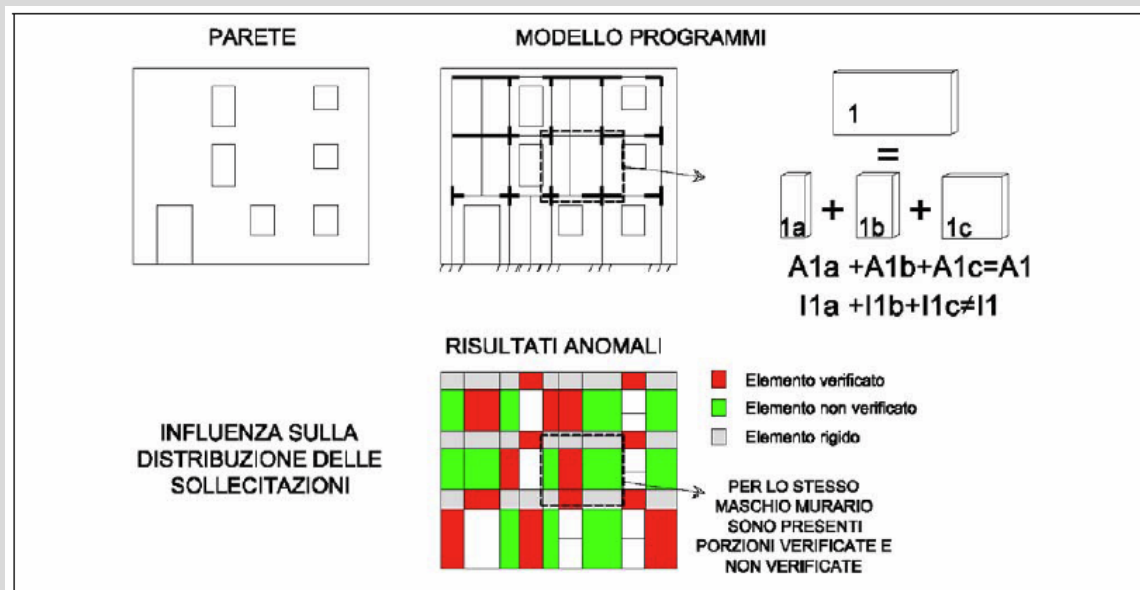 PARETE
MODELLO PROGRAMMI
1
=
1a + 1b + 1c
A1a +A1b+A1c=A1
I1a +I1b+I1c≠I1
RISULTATI ANOMALI
Elemento verificato
Elemento non verificato
Elemento rigido
INFLUENZA SULLA
DISTRIBUZIONE DELLE
SOLLECITAZIONI
PER LO STESSO
MASCHIO MURARIO
SONO PRESENTI
PORZIONI VERIFICATE E
NON VERIFICATE